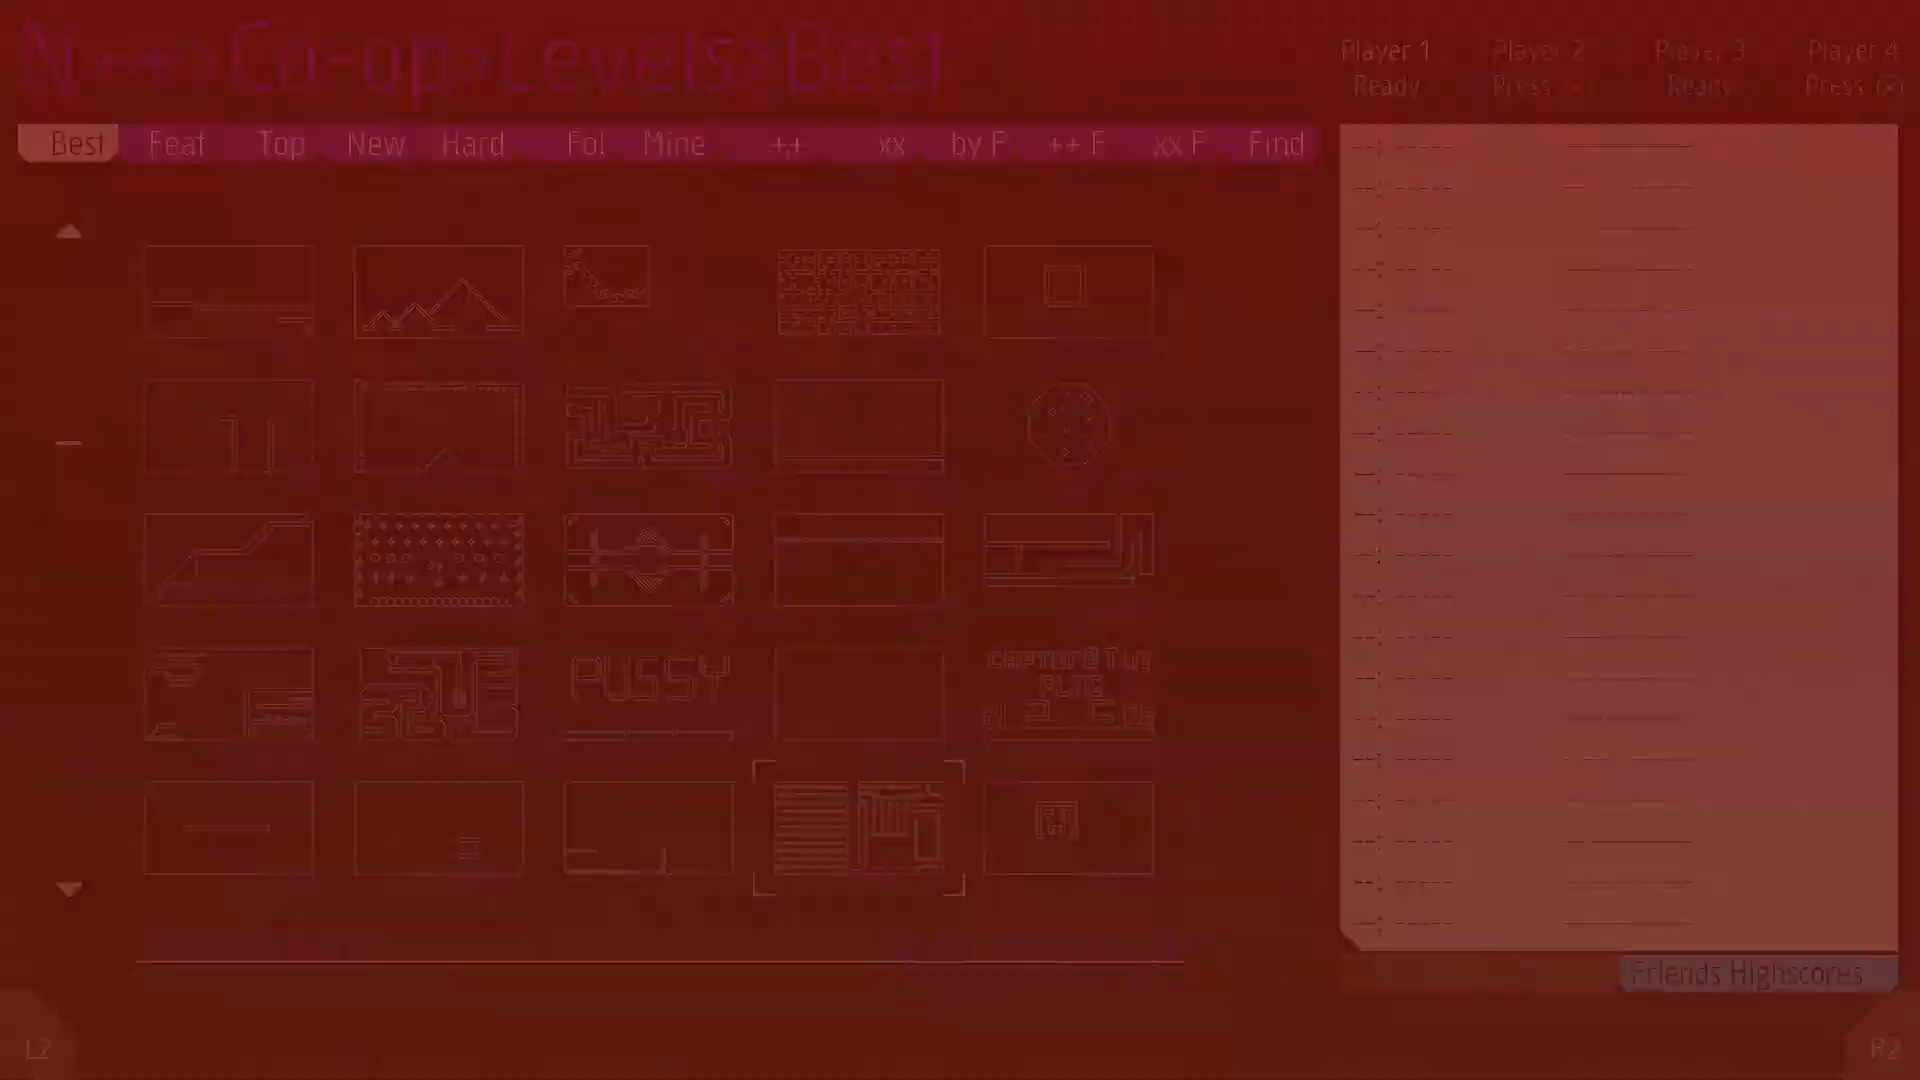 N++>Co-op>Levels>Best
Player 1 Player 2 Player 3 Player 4
Ready Press Ready Press
Best Feat Top New Hard Fol Mine ++ xx by F ++ F xx F Find
PUSSY
Friends Highscores
L2 R2